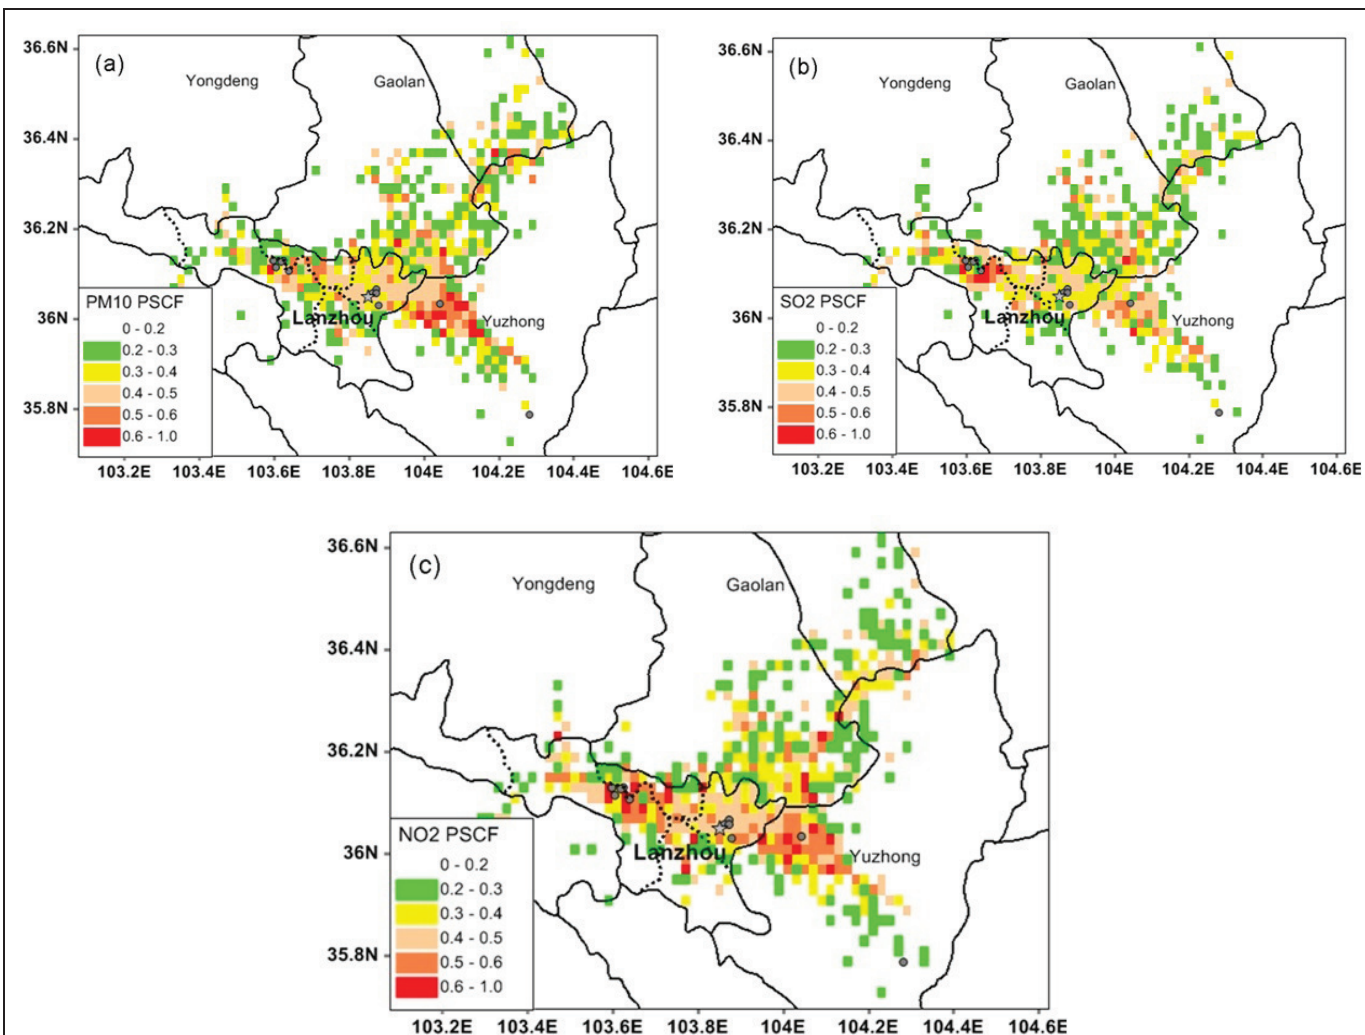 (a)
Yongdeng
Gaolan
36.6N
36.4N
36.2N
36N
35.8N
PM10 PSCF
0 - 0.2
0.2 - 0.3
0.3 - 0.4
0.4 - 0.5
0.5 - 0.6
0.6 - 1.0
Lanzhou
Yuzhong
103.2E 103.6E 103.8E 104E 104.2E 104.4E 104.6E
(b)
Yongdeng
Gaolan
36.6N
36.4N
36.2N
36N
35.8N
SO2 PSCF
0 - 0.2
0.2 - 0.3
0.3 - 0.4
0.4 - 0.5
0.5 - 0.6
0.6 - 1.0
Lanzhou
Yuzhong
103.2E 103.4E 103.6E 103.8E 104E 104.2E 104.4E 104.6E
(c)
Yongdeng
Gaolan
36.6N
36.4N
36.2N
36N
35.8N
NO2 PSCF
0 - 0.2
0.2 - 0.3
0.3 - 0.4
0.4 - 0.5
0.5 - 0.6
0.6 - 1.0
Lanzhou
Yuzhong
103.2E 103.4E 103.6E 103.8E 104E 104.2E 104.4E 104.6E